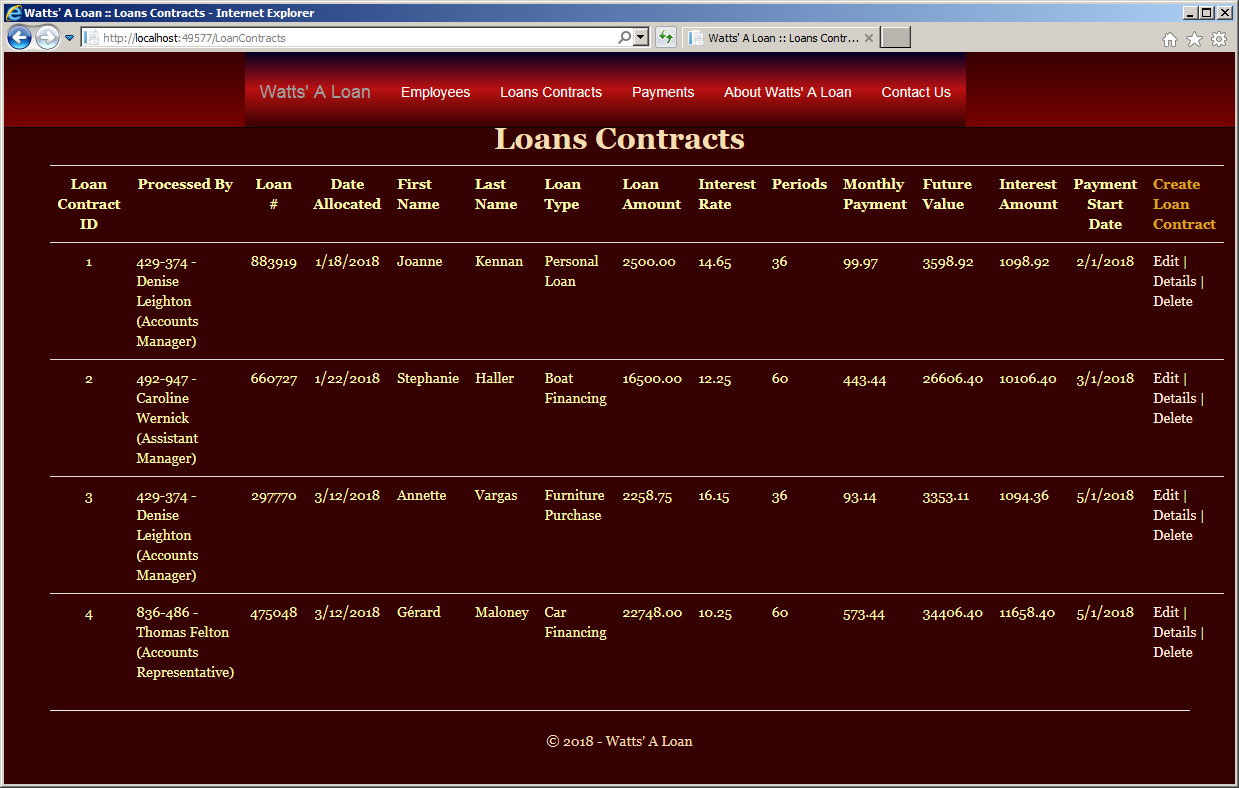 Watts' A Loan :: Loans Contracts - Internet Explorer
http://localhost:49577/LoanContracts
Watts' A Loan :: Loans Contr...
Watts' A Loan Employees Loans Contracts Payments About Watts' A Loan Contact Us
Loans Contracts
Loan Processed By Loan Date First Last Loan Loan Interest Periods Monthly Future Interest Payment Create
Contract # Allocated Name Name Type Amount Rate Payment Value Amount Start Loan
ID Date Contract
1 429-374 - 883919 1/18/2018 Joanne Kennan Personal 2500.00 14.65 36 99.97 3598.92 1098.92 2/1/2018 Edit |
Denise Loan Details |
Leighton Delete
(Accounts
Manager)
2 492-947 - 660727 1/22/2018 Stephanie Haller Boat 16500.00 12.25 60 443.44 26606.40 10106.40 3/1/2018 Edit |
Caroline Financing Details |
Wernick Delete
(Assistant
Manager)
3 429-374 - 297770 3/12/2018 Annette Vargas Furniture 2258.75 16.15 36 93.14 3353.11 1094.36 5/1/2018 Edit |
Denise Purchase Details |
Leighton Delete
(Accounts
Manager)
4 836-486 - 475048 3/12/2018 Gérard Maloney Car 22748.00 10.25 60 573.44 34406.40 11658.40 5/1/2018 Edit |
Thomas Felton Financing Details |
(Accounts Delete
Representative)
© 2018 - Watts' A Loan